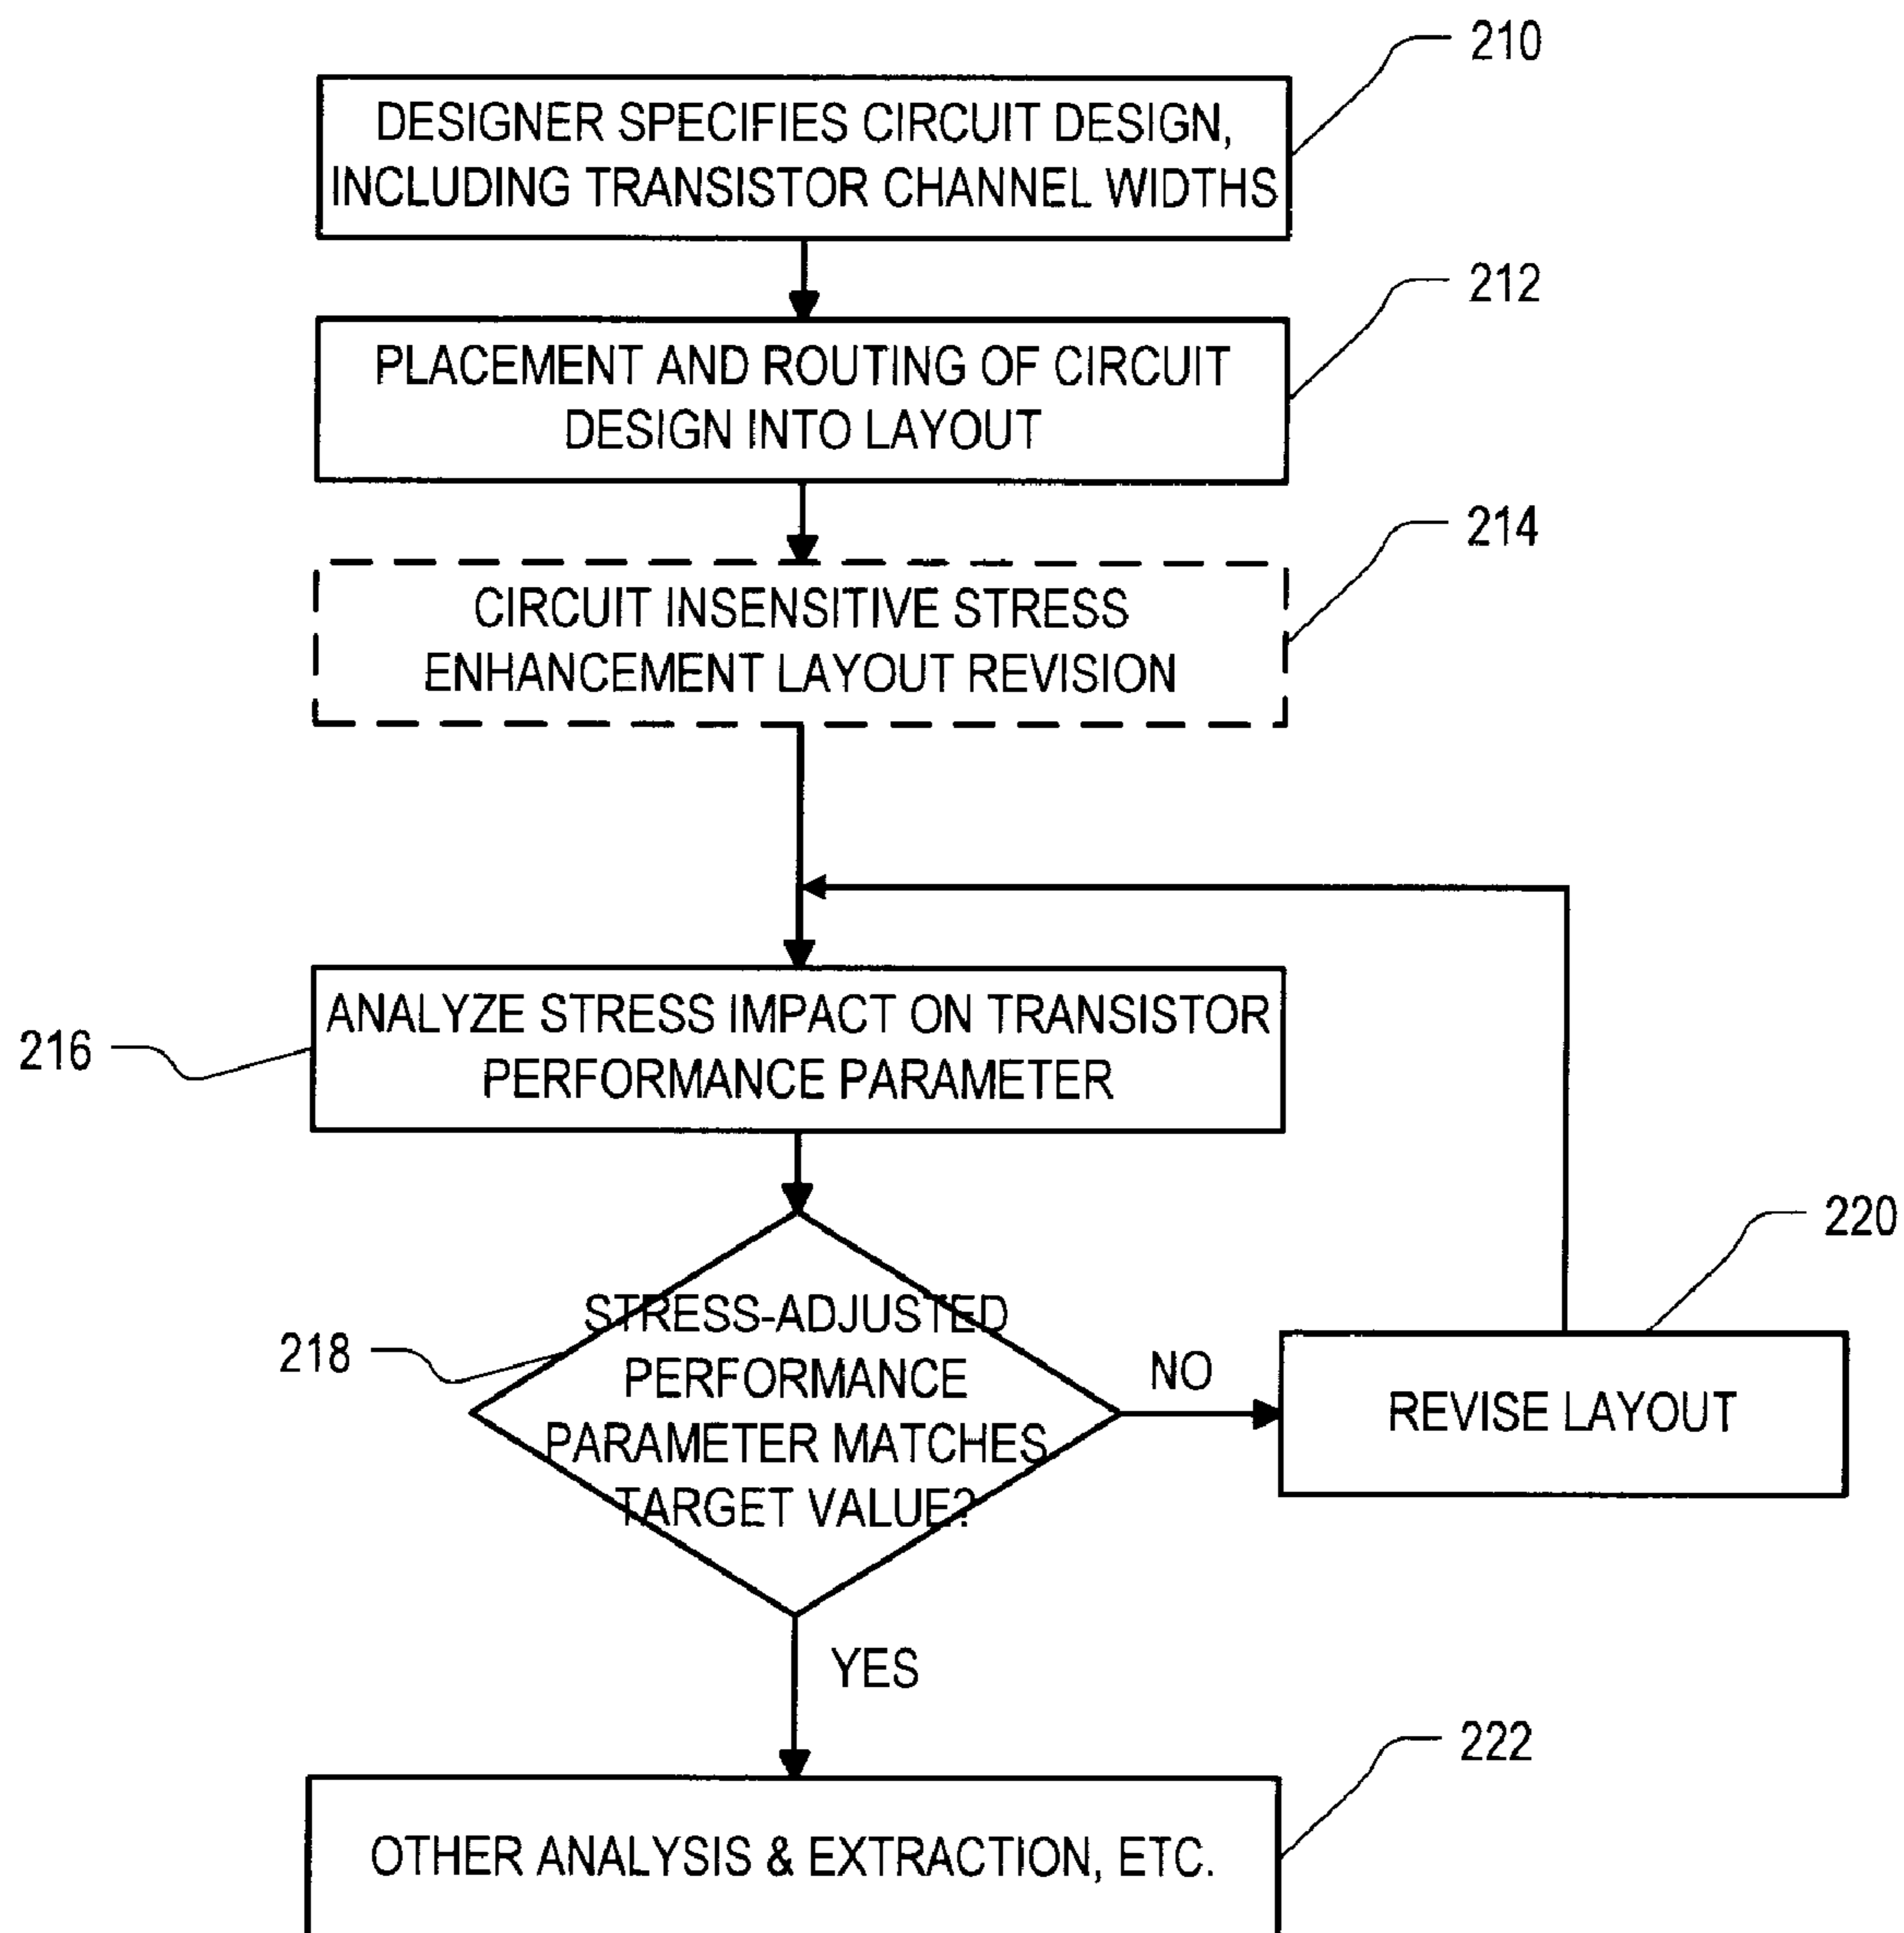 210
DESIGNER SPECIFIES CIRCUIT DESIGN,
INCLUDING TRANSISTOR CHANNEL WIDTHS
212
PLACEMENT AND ROUTING OF CIRCUIT
DESIGN INTO LAYOUT
214
CIRCUIT INSENSITIVE STRESS
ENHANCEMENT LAYOUT REVISION
216
ANALYZE STRESS IMPACT ON TRANSISTOR
PERFORMANCE PARAMETER
218
STRESS-ADJUSTED
PERFORMANCE
PARAMETER MATCHES
TARGET VALUE?
NO
220
REVISE LAYOUT
YES
222
OTHER ANALYSIS & EXTRACTION, ETC.